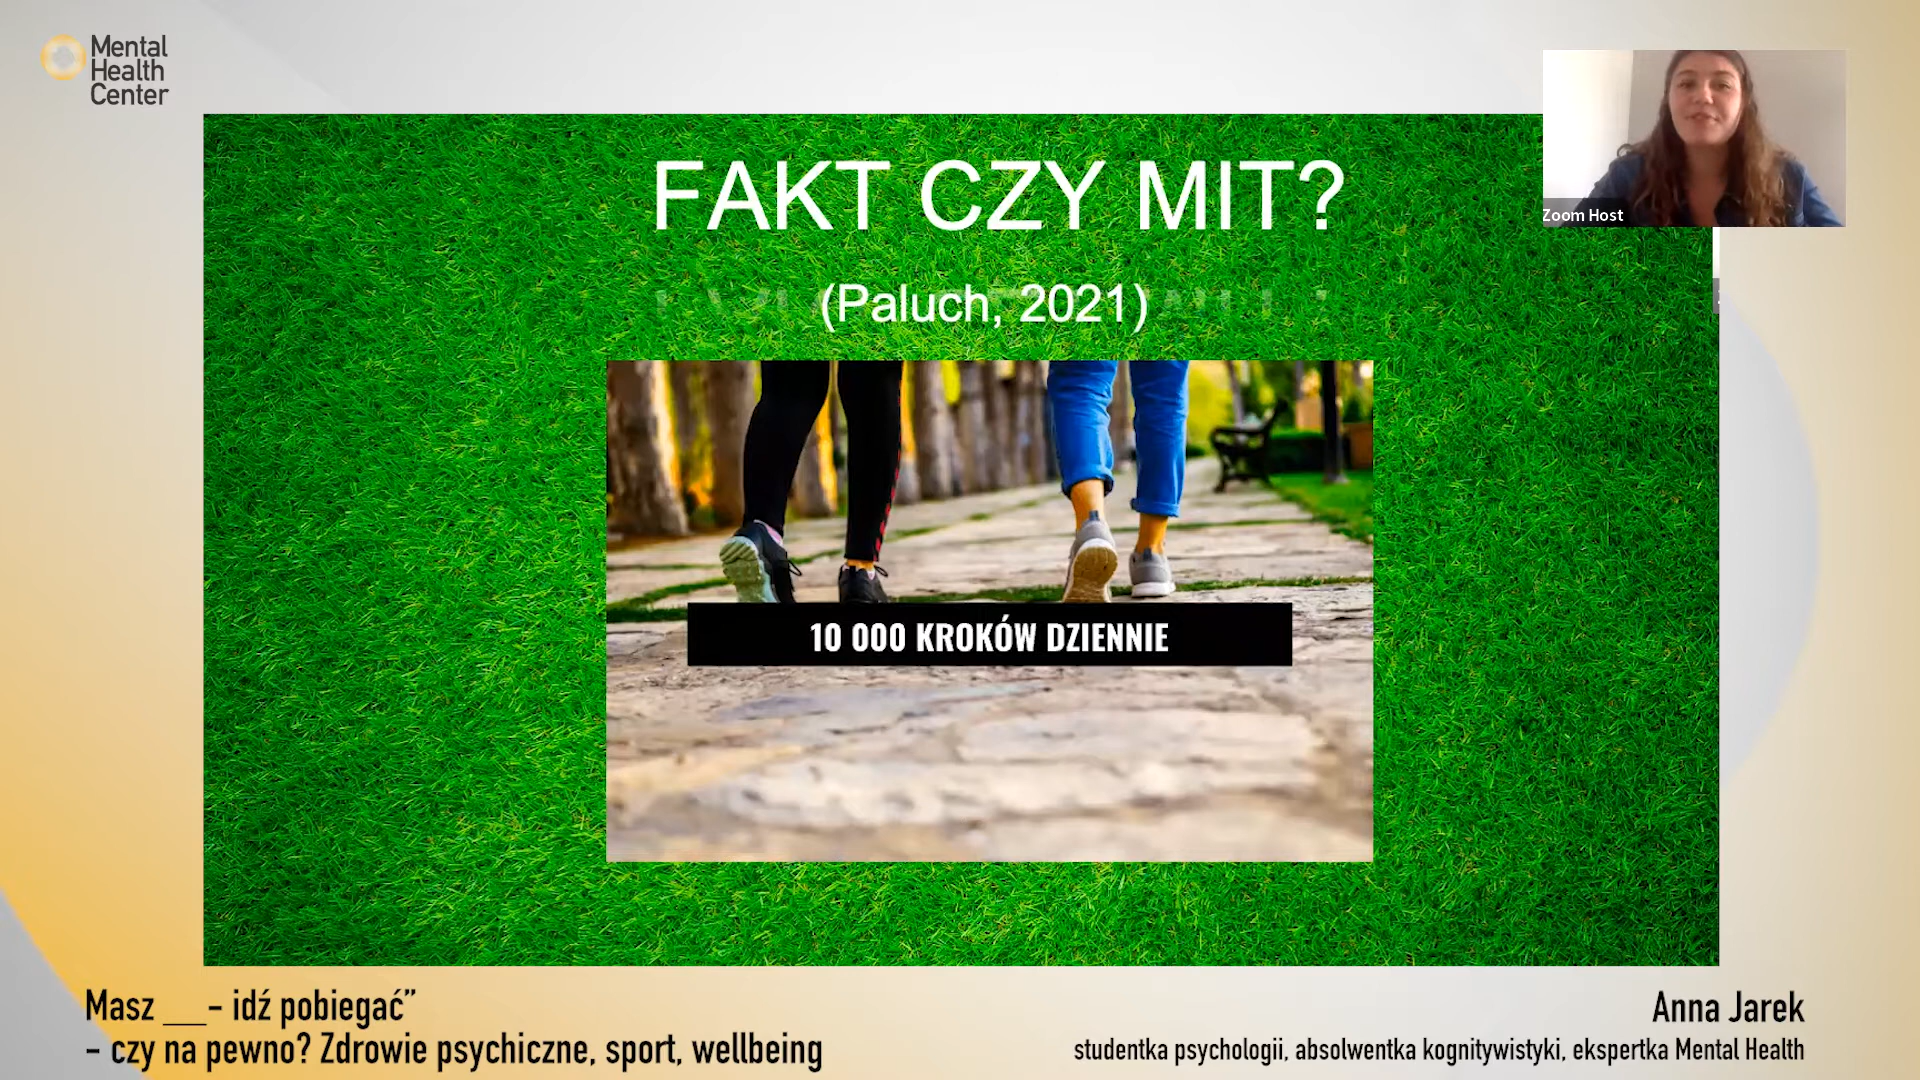 Mental
Health
Center
Zoom Host
FAKT CZY MIT?
(Paluch, 2021)
10 000 KROKÓW DZIENNIE
Masz __ - idź pobiegać”
- czy na pewno? Zdrowie psychiczne, sport, wellbeing
Anna Jarek
studentka psychologii, absolwentka kognitywistyki, ekspertka Mental Health